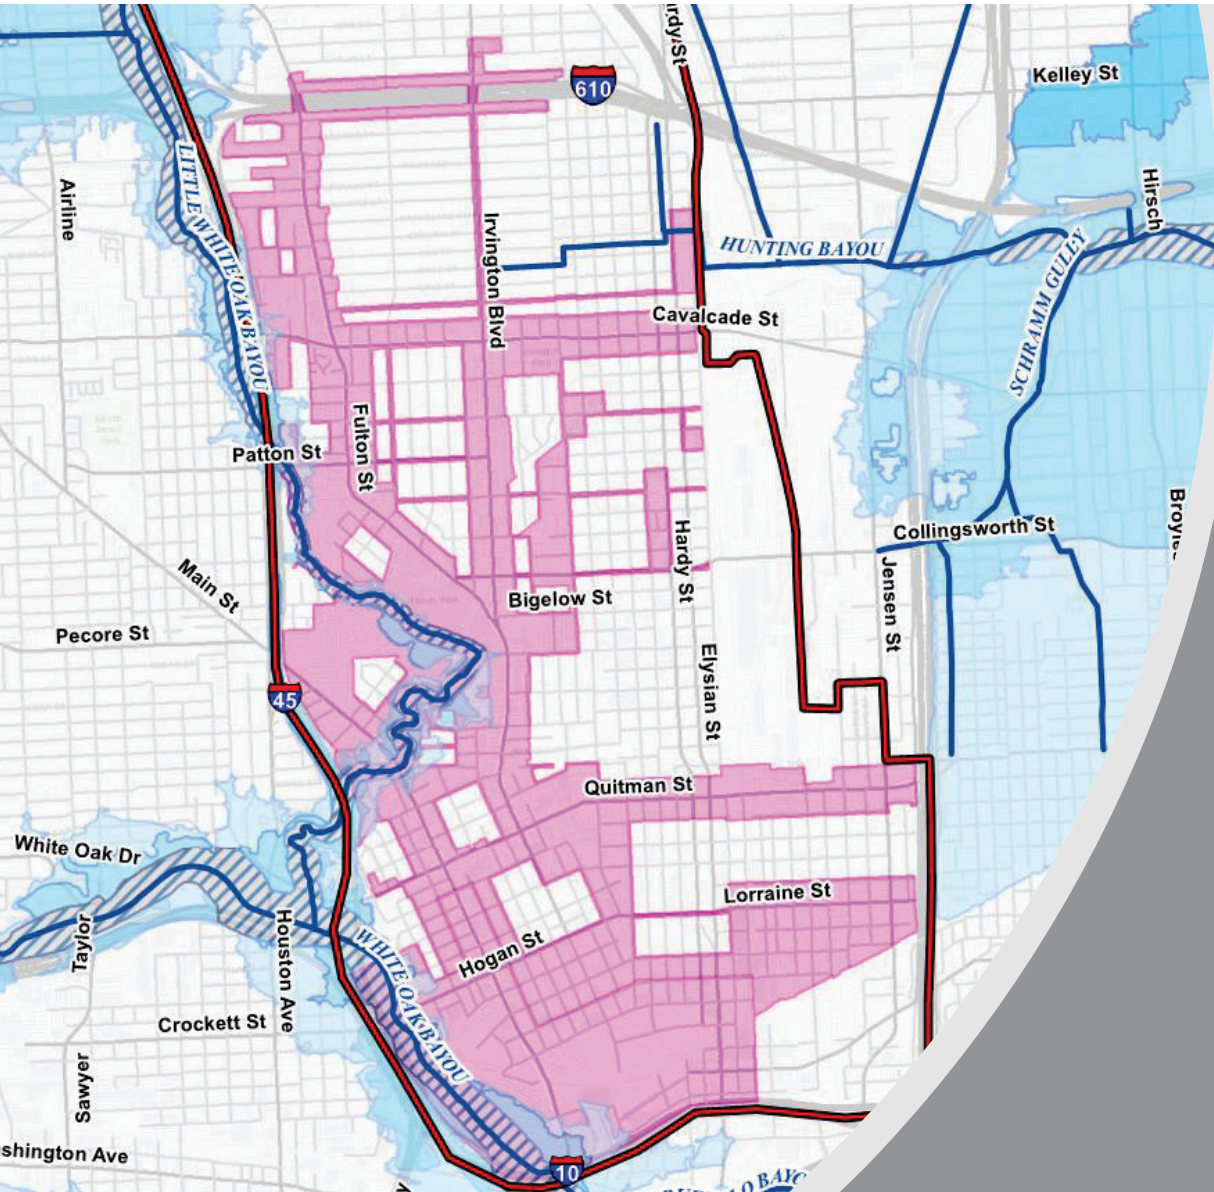 rdy St
Kelley St
610
LITTLE WHITE OAK BAYOU
Airline
Hirsch
Irvington Blvd
HUNTING BAYOU
SCHRAMM GULLY
Cavalcade St
Fulton St
Patton St
Collingsworth St
Hardy St
Jensen St
Main St
Bigelow St
Pecore St
Elysian St
45
Quitman St
White Oak Dr
Lorraine St
Taylor
Houston Ave
Hogan St
WHITE OAK BAYOU
Crockett St
Sawyer
shington Ave
10